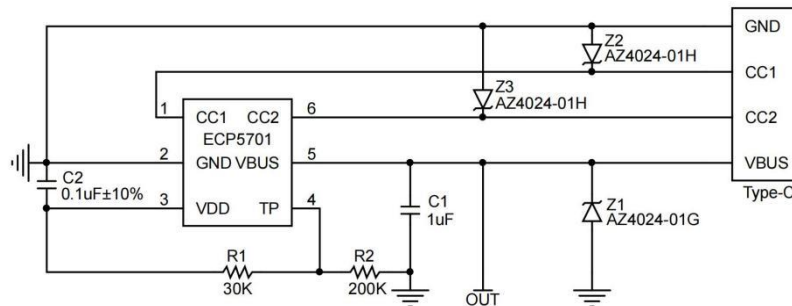 GND
Z2
AZ4024-01H
CC1
Z3
AZ4024-01H
1
CC1
CC2
6
CC2
ECP5701
2
GND
VBUS
5
VBUS
C2
0.1uF±10%
3
VDD
TP
4
C1
1uF
Z1
AZ4024-01G
Type-C
R1
R2
30K
200K
OUT